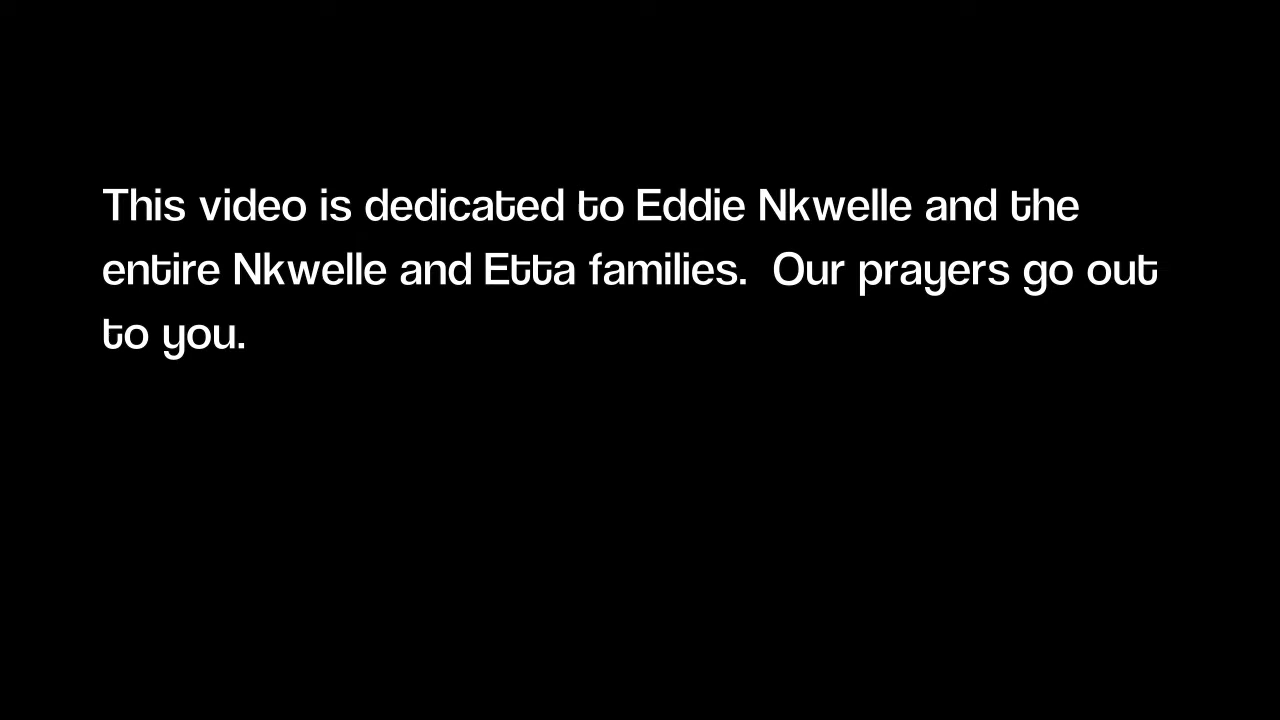 This video is dedicated to Eddie Nkwelle and the
entire Nkwelle and Etta families.  Our prayers go out
to you.